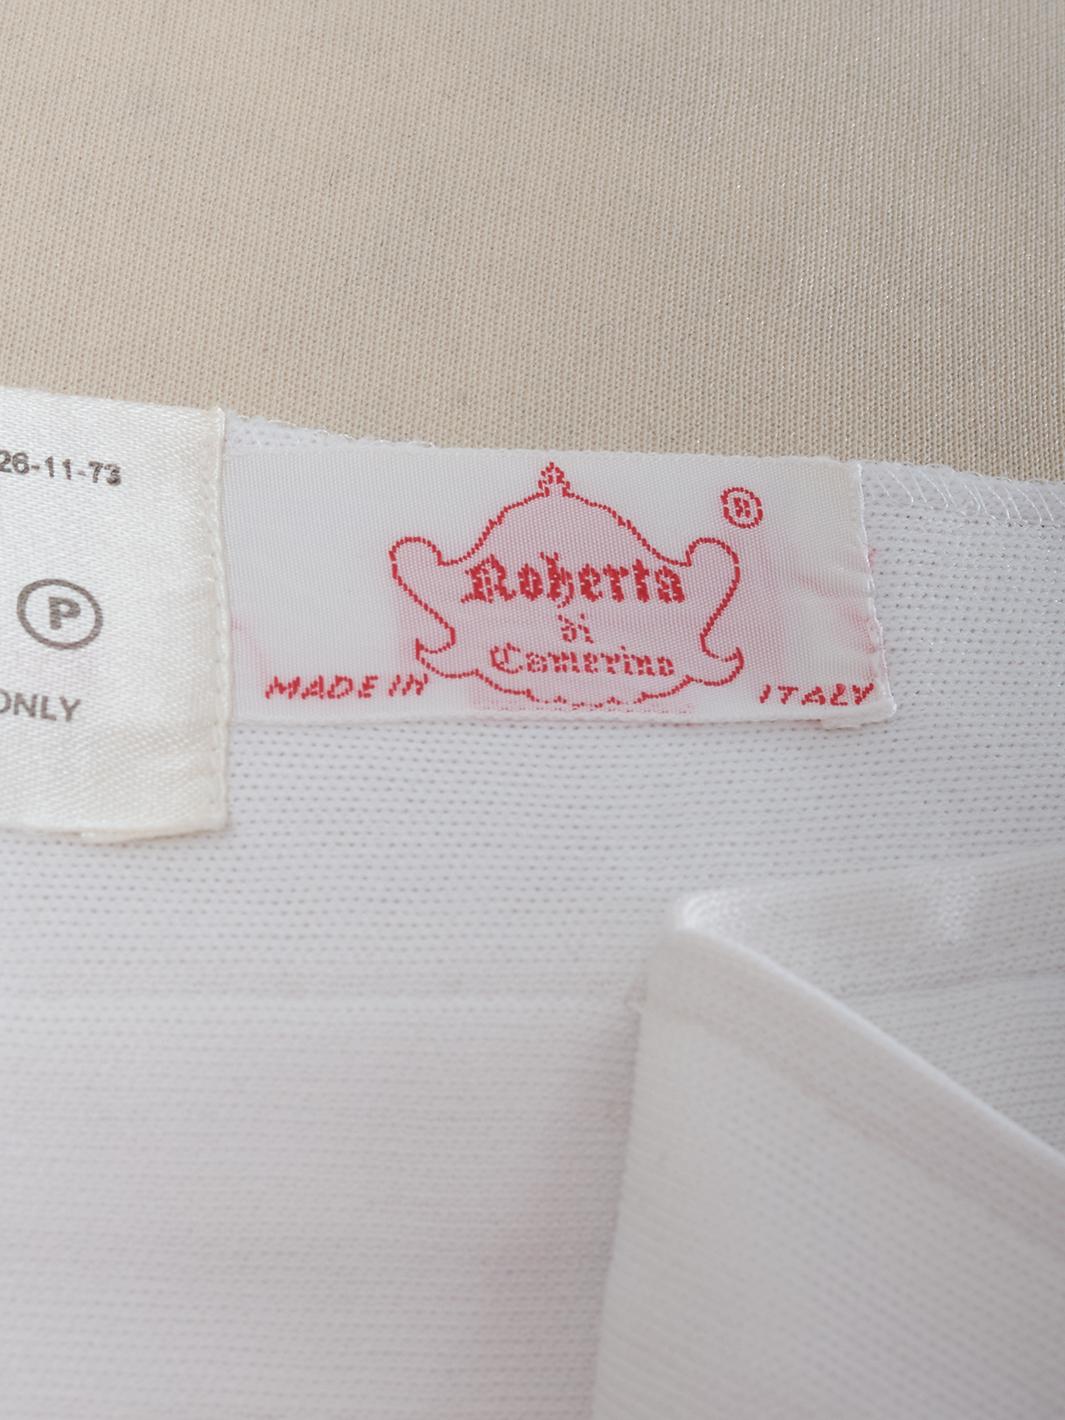 26-11-73
P
ONLY
®
Roberta
di
Camerino
MADE IN ITALY